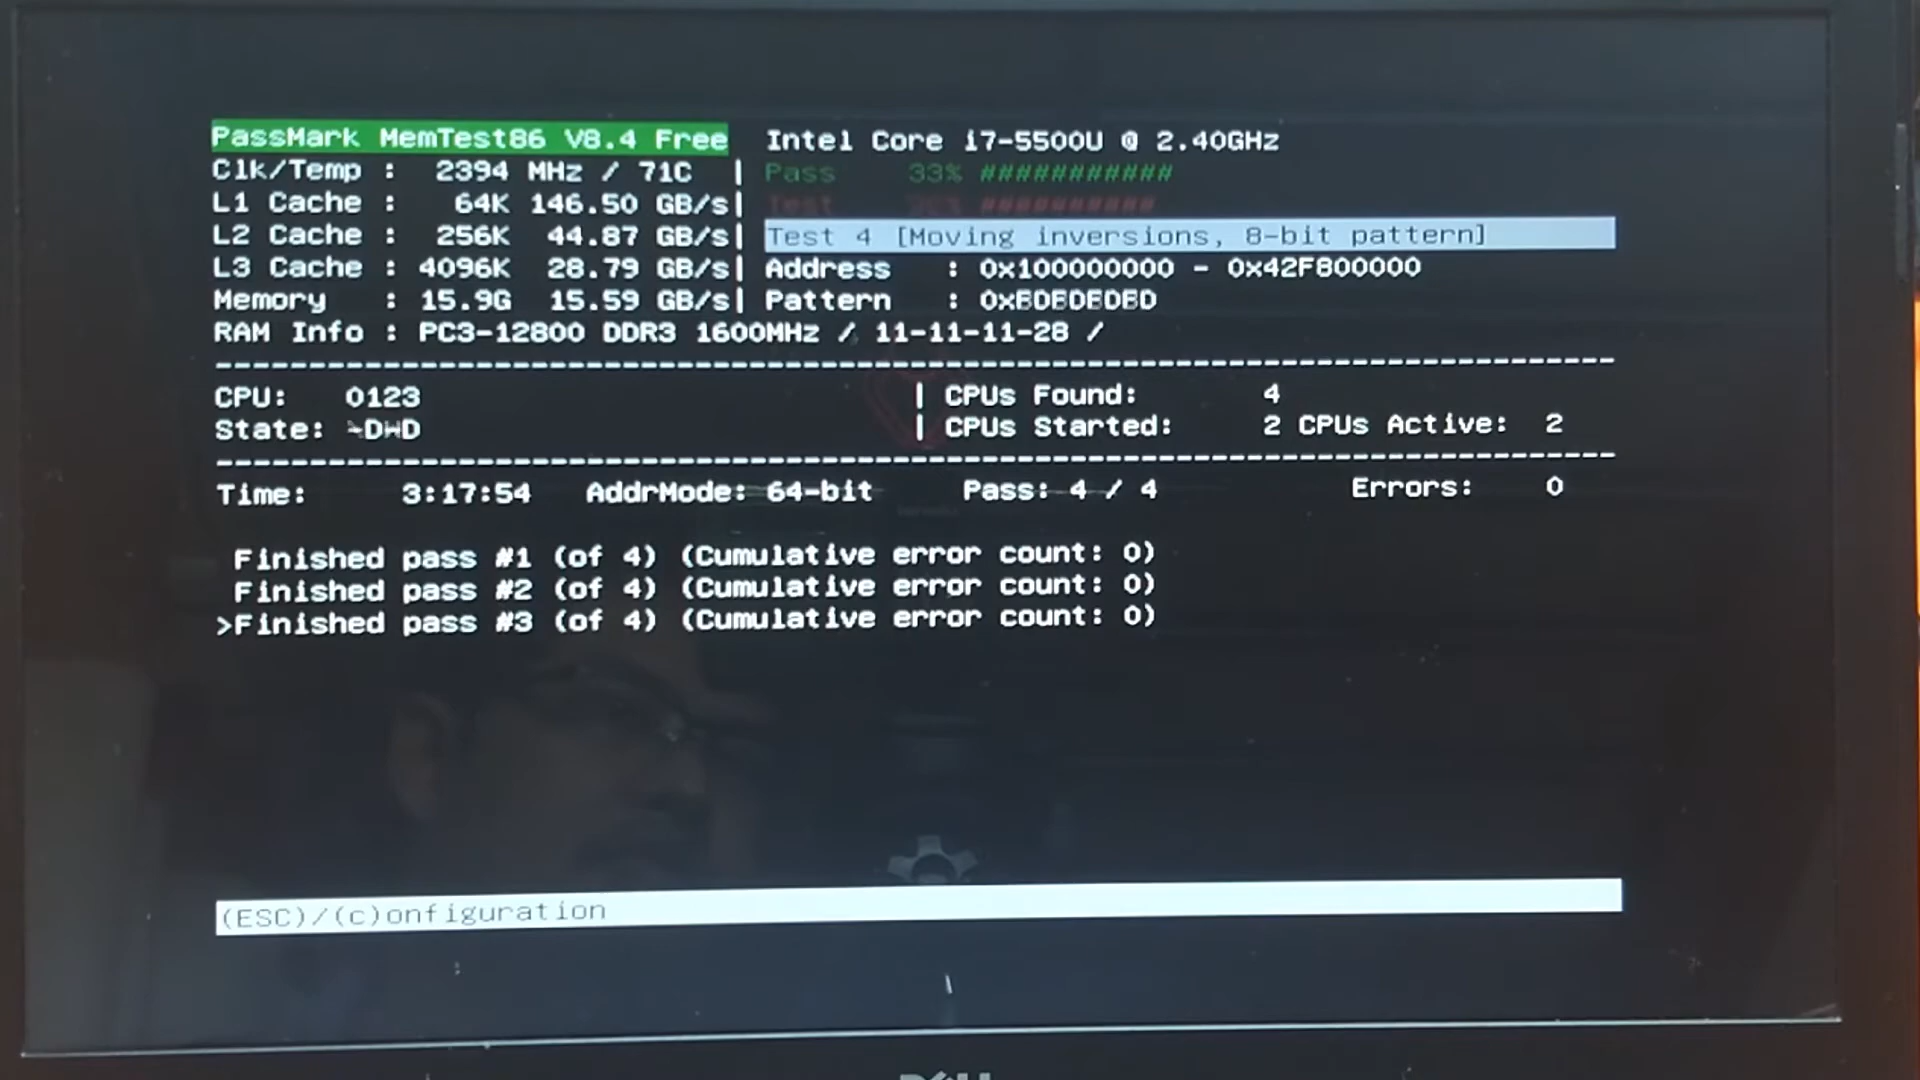 PassMark MemTest86 V8.4 Free Intel Core i7-5500U @ 2.40GHz
Clk/Temp : 2394 MHz / 71C | Pass 33% ###########
L1 Cache : 64K 146.50 GB/s| Test ##########
L2 Cache : 256K 44.87 GB/s| Test 4 [Moving inversions, 8-bit pattern]
L3 Cache : 4096K 28.79 GB/s| Address : 0x100000000 - 0x42F800000
Memory : 15.9G 15.59 GB/s| Pattern :
RAM Info : PC3-12800 DDR3 1600MHz / 11-11-11-28 /
CPU: 0123 | CPUs Found: 4
State: | CPUs Started: 2 CPUs Active: 2
Time: 3:17:54 AddrMode: 64-bit Pass: 4 / 4 Errors: 0
Finished pass #1 (of 4) (Cumulative error count: 0)
Finished pass #2 (of 4) (Cumulative error count: 0)
>Finished pass #3 (of 4) (Cumulative error count: 0)
(ESC)/(c)onfiguration
DELL